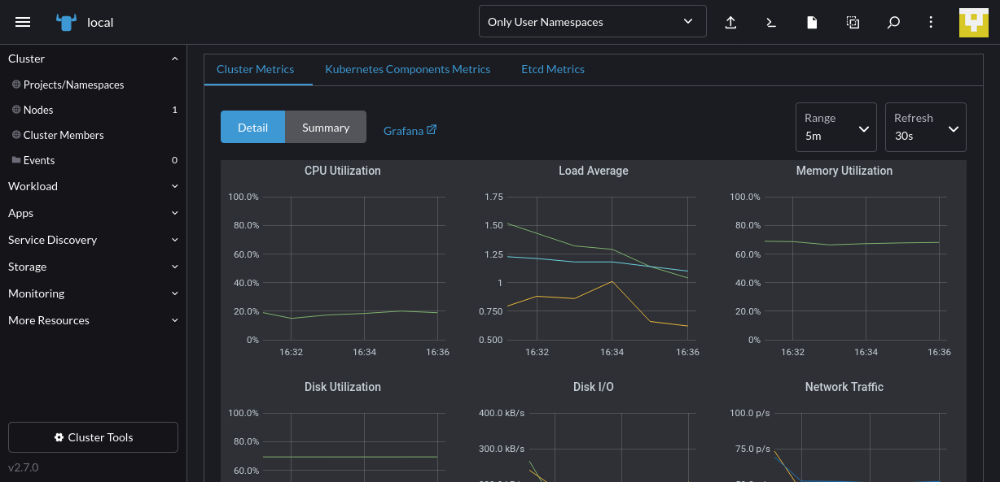 local
Only User Namespaces
Cluster
Projects/Namespaces
Nodes 1
Cluster Members
Events 0
Workload
Apps
Service Discovery
Storage
Monitoring
More Resources
Cluster Tools
v2.7.0
Cluster Metrics Kubernetes Components Metrics Etcd Metrics
Detail Summary Grafana
Range
5m
Refresh
30s
CPU Utilization
100.0%
80.0%
60.0%
40.0%
20.0%
0%
16:32 16:34 16:36
Load Average
1.75
1.50
1.25
1
0.750
0.500
16:32 16:34 16:36
Memory Utilization
100.0%
80.0%
60.0%
40.0%
20.0%
0%
16:32 16:34 16:36
Disk Utilization
100.0%
80.0%
60.0%
Disk I/O
400.0 kB/s
300.0 kB/s
Network Traffic
100.0 p/s
75.0 p/s